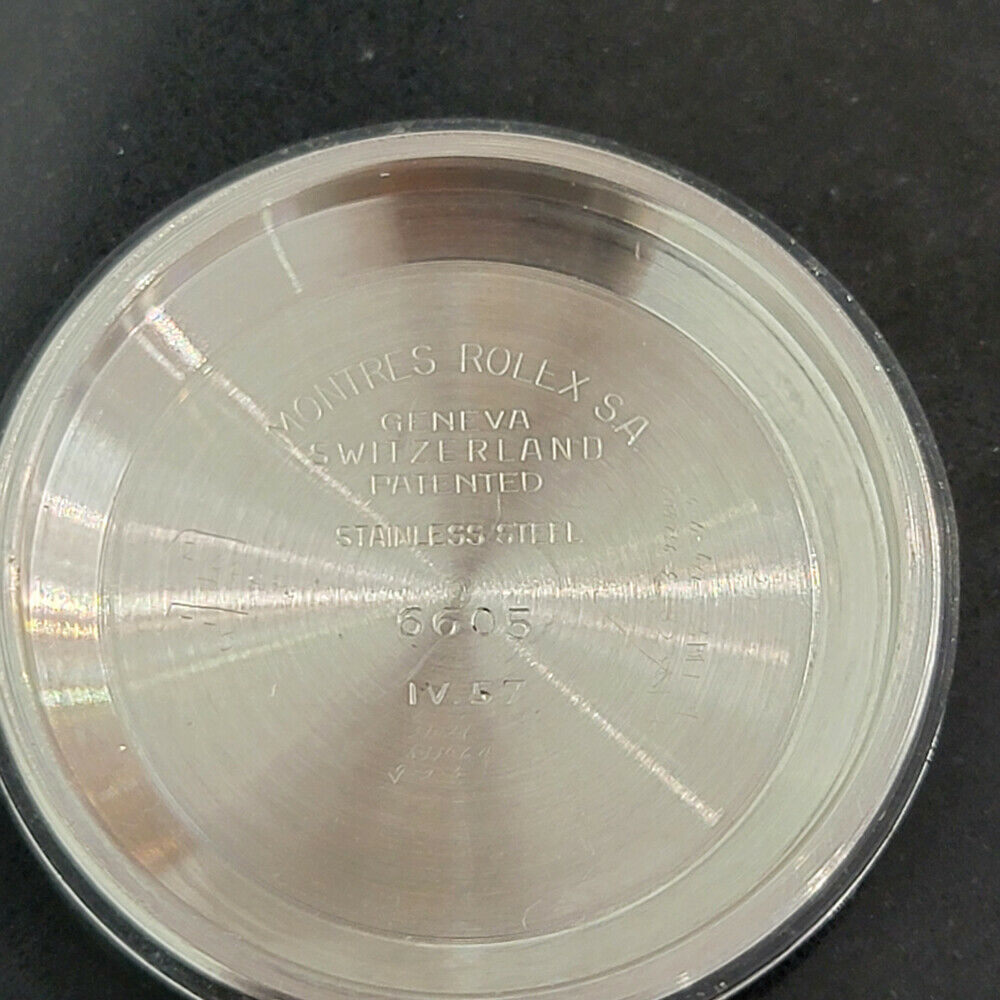 MONTRES ROLEX S.A
GENEVA
SWITZERLAND
PATENTED
STAINLESS STEEL
6605
IV.57